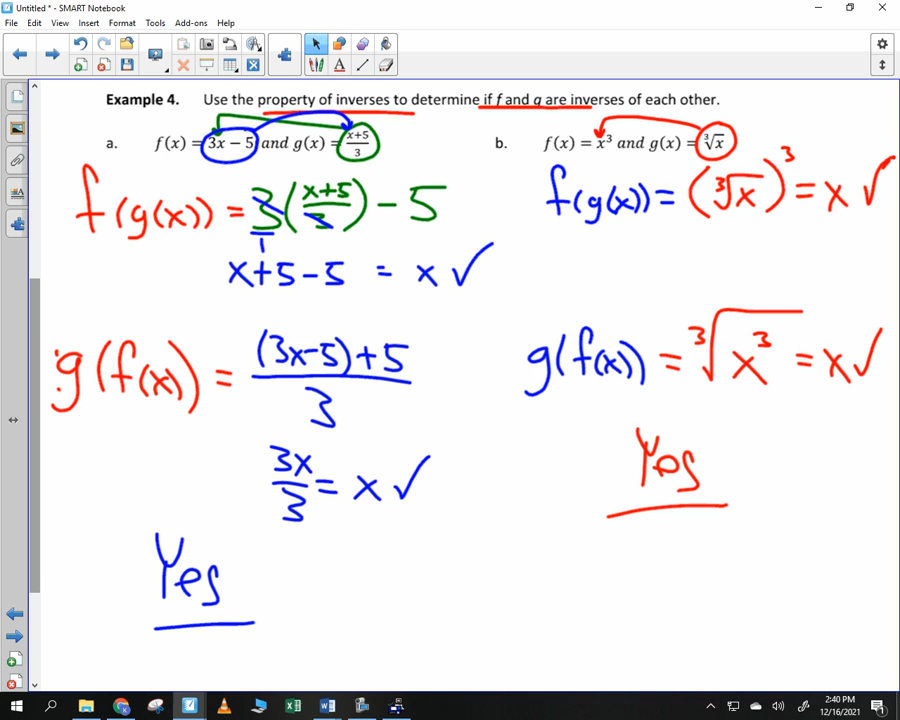 Untitled * - SMART Notebook
File Edit View Insert Format Tools Add-ons Help
Example 4. Use the property of inverses to determine if f and g are inverses of each other.
a. f(x) = 3x − 5 and g(x) = x+5/3
b. f(x) = x³ and g(x) = ∛x
f(g(x)) = 3(x+5/3) − 5
1
x+5−5 = x ✓
g(f(x)) = (3x−5)+5/3
3x/3 = x ✓
Yes
f(g(x)) = (∛x)³ = x ✓
g(f(x)) = ∛x³ = x ✓
Yes
2:40 PM
12/16/2021